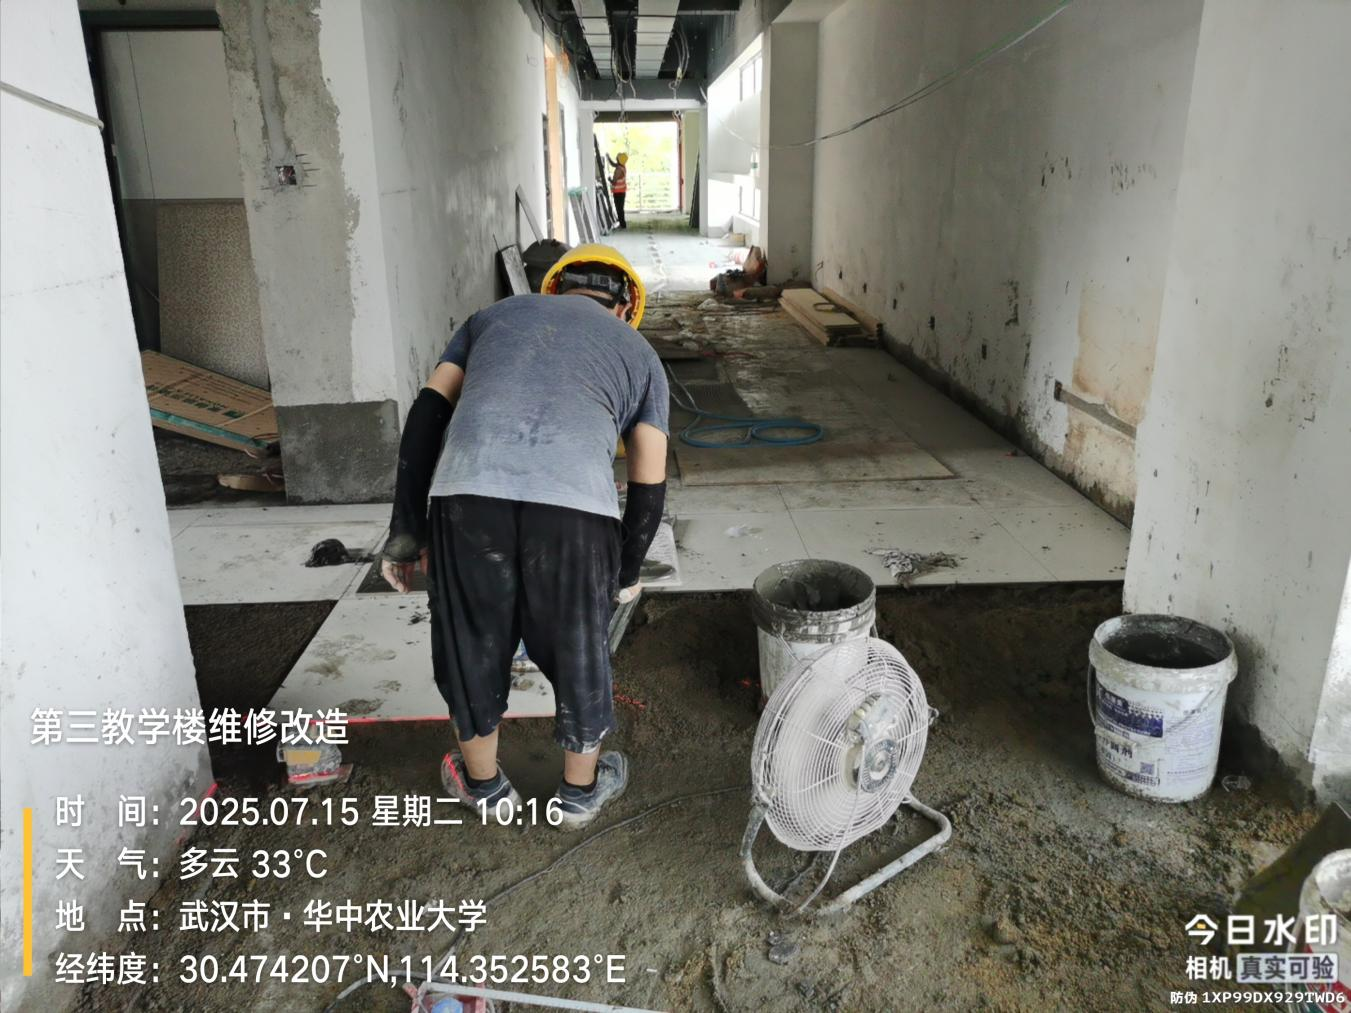 第三教学楼维修改造
时 间：2025.07.15 星期二 10:16
天 气：多云 33°C
地 点：武汉市·华中农业大学
经纬度：30.474207°N,114.352583°E
今日水印
相机 真实可验
防伪 1XP99DX929TWD6